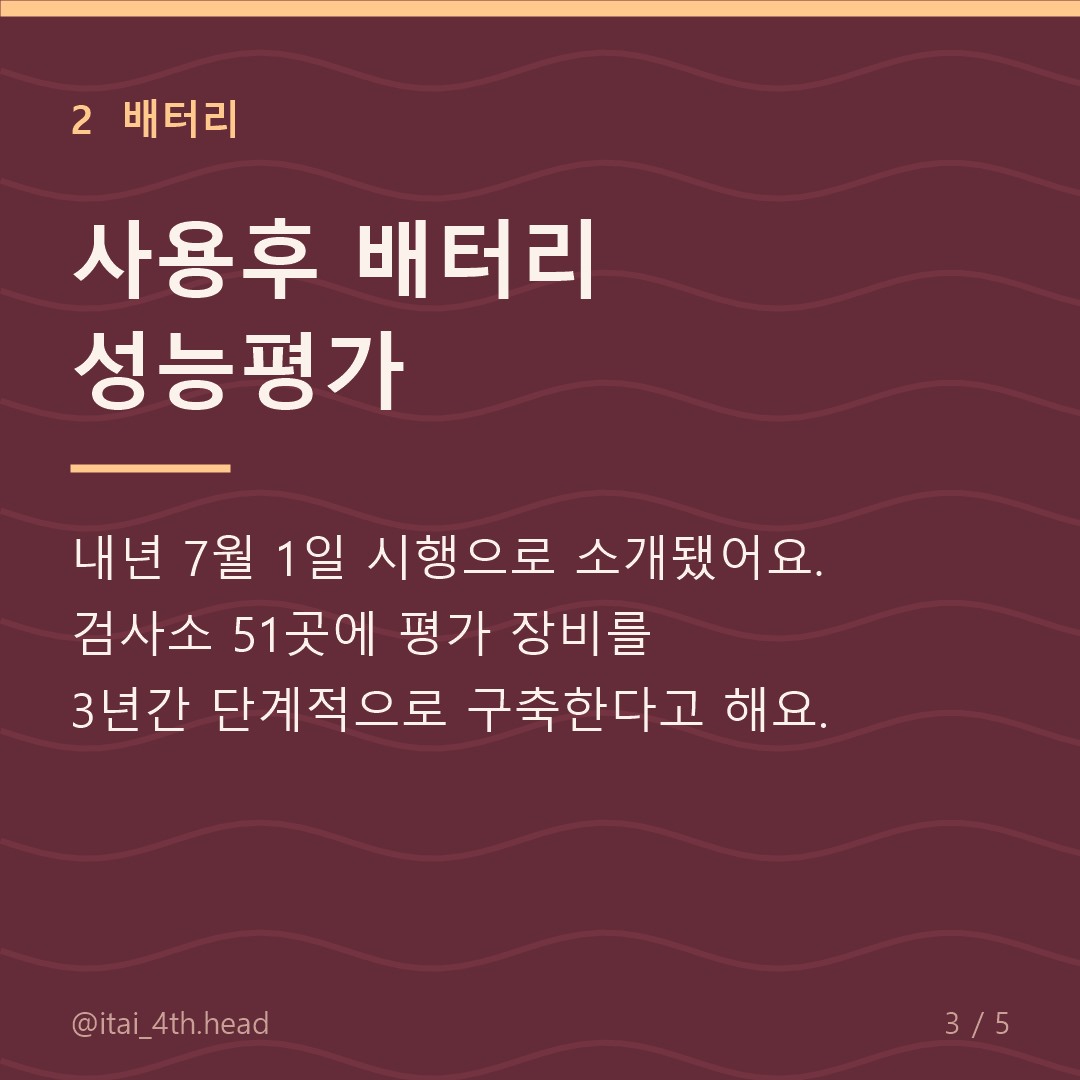 2 배터리
사용후 배터리
성능평가
내년 7월 1일 시행으로 소개됐어요.
검사소 51곳에 평가 장비를
3년간 단계적으로 구축한다고 해요.
@itai_4th.head
3 / 5